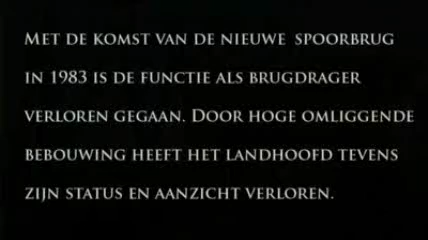 Met de komst van de nieuwe spoorbrug
in 1983 is de functie als brugdrager
verloren gegaan. Door hoge omliggende
bebouwing heeft het landhoofd tevens
zijn status en aanzicht verloren.